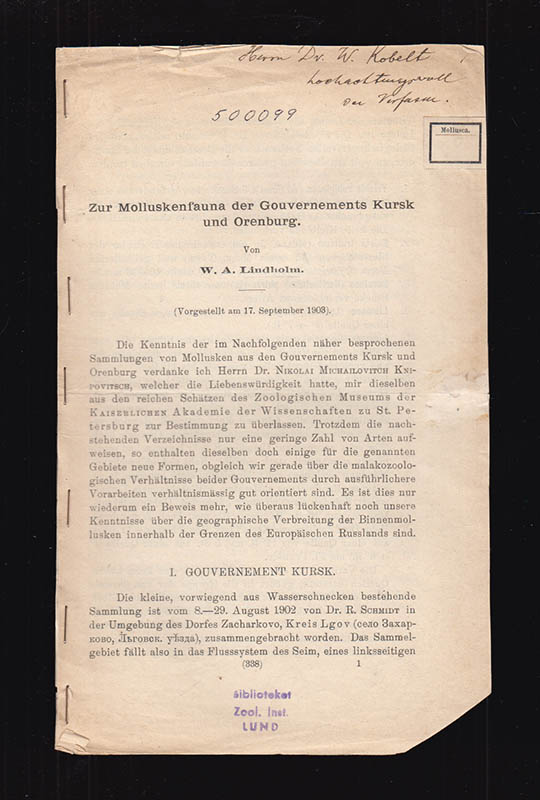 Herrn Dr. W. Kobelt
hochachtungsvoll
der Verfasser.
500099
Mollusca.
Zur Molluskenfauna der Gouvernements Kursk
und Orenburg.
Von
W. A. Lindholm.
(Vorgestellt am 17. September 1903).
Die Kenntnis der im Nachfolgenden näher besprochenen
Sammlungen von Mollusken aus den Gouvernements Kursk und
Orenburg verdanke ich Herrn Dr. Nikolai Michailovitch Kni-
povitsch, welcher die Liebenswürdigkeit hatte, mir dieselben
aus den reichen Schätzen des Zoologischen Museums der
Kaiserlichen Akademie der Wissenschaften zu St. Pe-
tersburg zur Bestimmung zu überlassen. Trotzdem die nach-
stehenden Verzeichnisse nur eine geringe Zahl von Arten auf-
weisen, so enthalten dieselben doch einige für die genannten
Gebiete neue Formen, obgleich wir gerade über die malakozoolo-
gischen Verhältnisse beider Gouvernements durch ausführlichere
Vorarbeiten verhältnismässig gut orientiert sind. Es ist dies nur
wiederum ein Beweis mehr, wie überaus lückenhaft noch unsere
Kenntnisse über die geographische Verbreitung der Binnenmol-
lusken innerhalb der Grenzen des Europäischen Russlands sind.
I. GOUVERNEMENT KURSK.
Die kleine, vorwiegend aus Wasserschnecken bestehende
Sammlung ist vom 8.—29. August 1902 von Dr. R. Schmidt in
der Umgebung des Dorfes Zacharkovo, Kreis Lgov (село Захар-
ково, Льговск. уѣзда), zusammengebracht worden. Das Sammel-
gebiet fällt also in das Flusssystem des Seim, eines linksseitigen
(338) 1
Biblioteket
Zool. Inst.
LUND